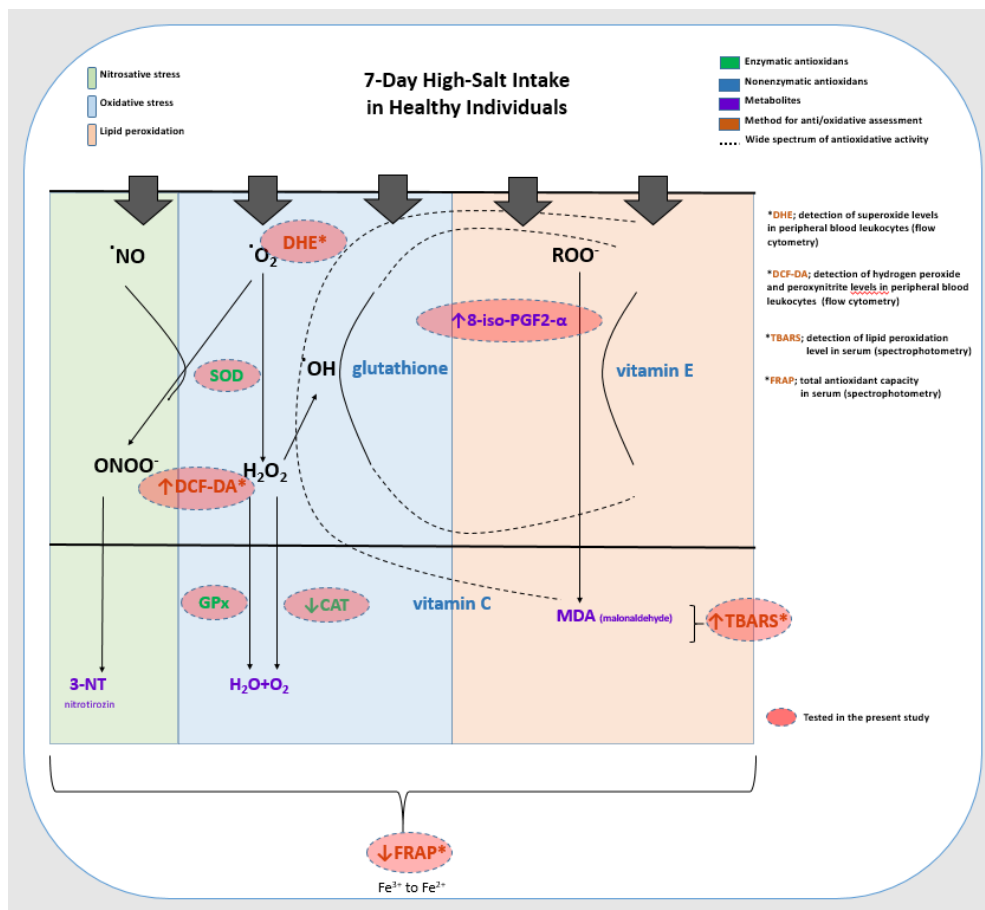 7-Day High-Salt Intake
in Healthy Individuals
Nitrosative stress
Oxidative stress
Lipid peroxidation
Enzymatic antioxidans
Nonenzymatic antioxidans
Metabolites
Method for anti/oxidative assessment
Wide spectrum of antioxidative activity
˙NO
˙O₂
DHE*
ROO⁻
↑8-iso-PGF2-α
SOD
˙OH
glutathione
vitamin E
ONOO⁻
↑DCF-DA*
H₂O₂
GPx
↓CAT
vitamin C
MDA (malonaldehyde)
↑TBARS*
3-NT
nitrotirozin
H₂O+O₂
*DHE; detection of superoxide levels
in peripheral blood leukocytes (flow
cytometry)
*DCF-DA; detection of hydrogen peroxide
and peroxynitrite levels in peripheral blood
leukocytes (flow cytometry)
*TBARS; detection of lipid peroxidation
level in serum (spectrophotometry)
*FRAP; total antioxidant capacity
in serum (spectrophotometry)
Tested in the present study
↓FRAP*
Fe³⁺ to Fe²⁺